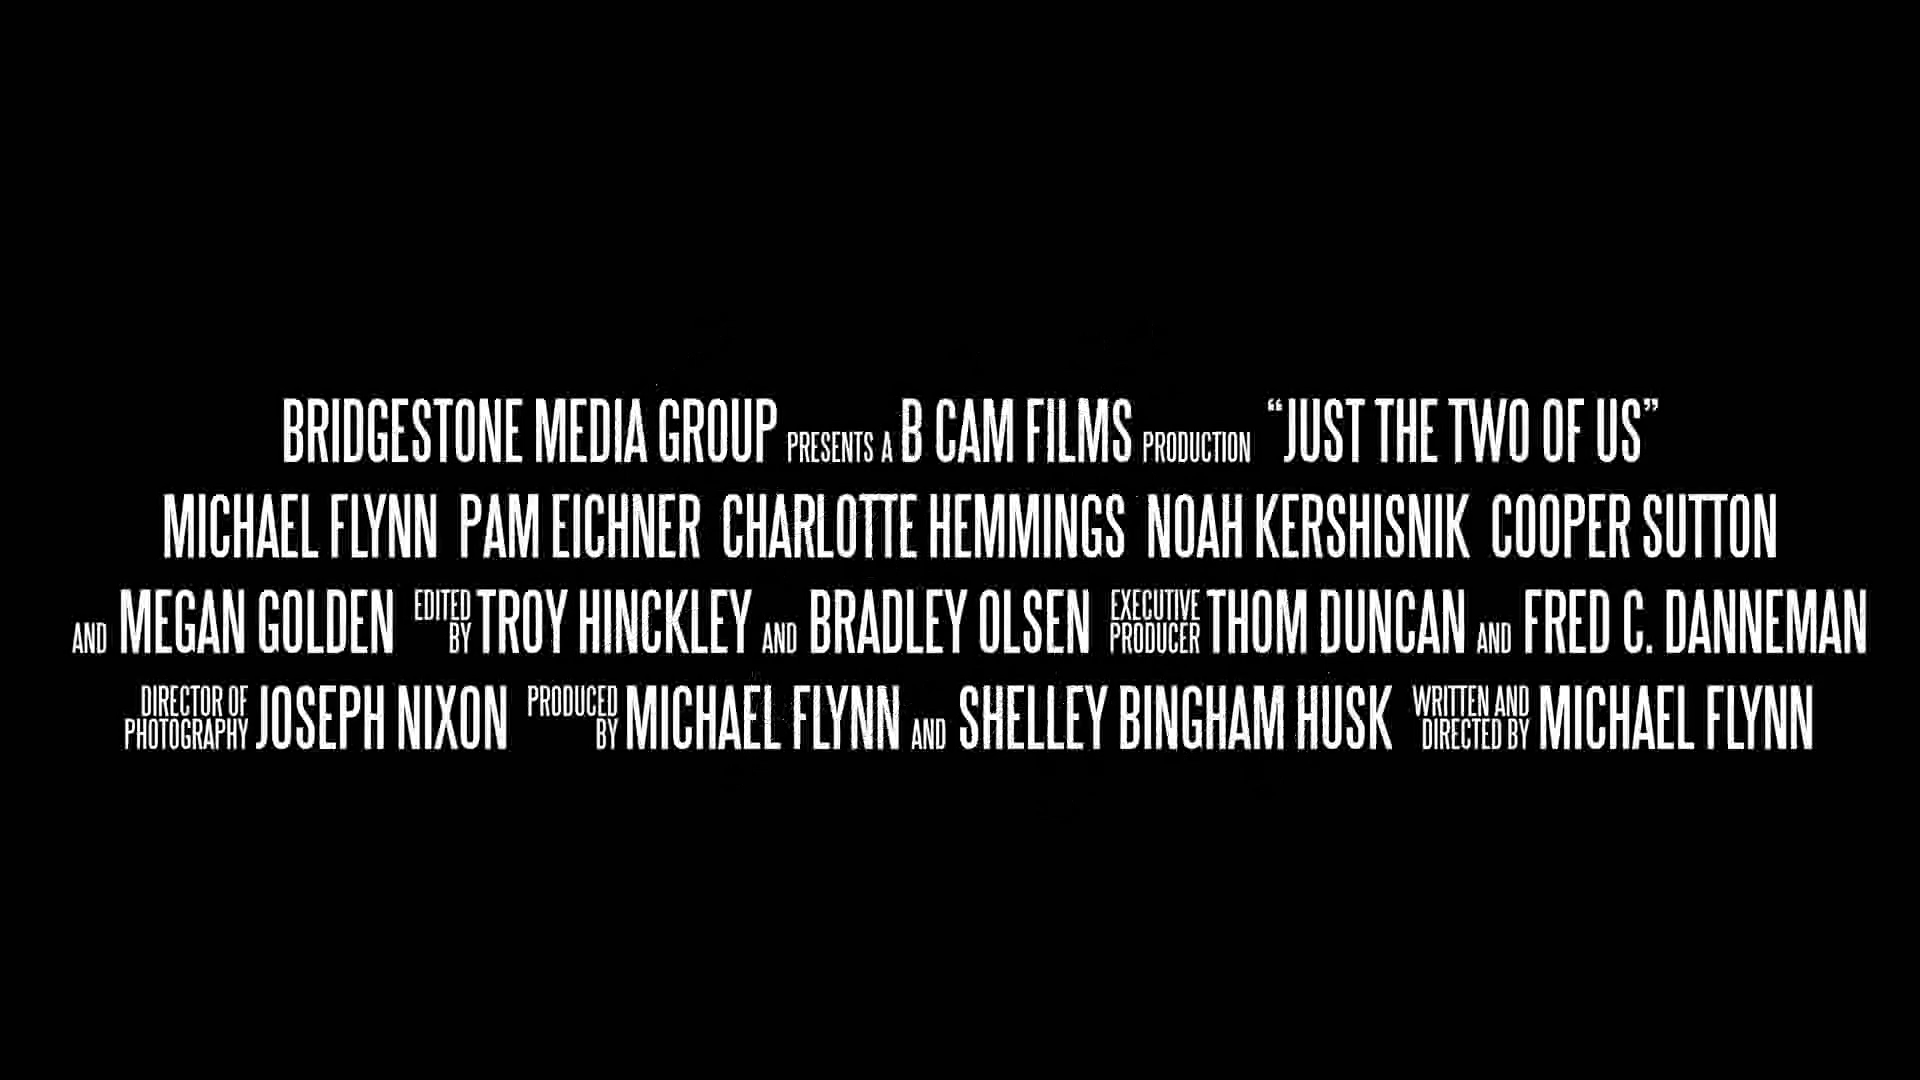 BRIDGESTONE MEDIA GROUP PRESENTS A B CAM FILMS PRODUCTION “JUST THE TWO OF US”
MICHAEL FLYNN PAM EICHNER CHARLOTTE HEMMINGS NOAH KERSHISNIK COOPER SUTTON
AND MEGAN GOLDEN EDITED BY TROY HINCKLEY AND BRADLEY OLSEN EXECUTIVE PRODUCER THOM DUNCAN AND FRED C. DANNEMAN
DIRECTOR OF PHOTOGRAPHY JOSEPH NIXON PRODUCED BY MICHAEL FLYNN AND SHELLEY BINGHAM HUSK WRITTEN AND DIRECTED BY MICHAEL FLYNN